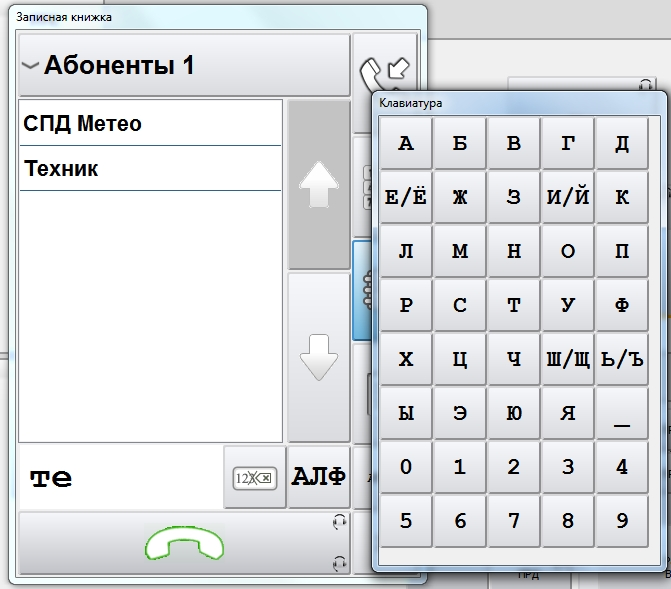 Записная книжка
Абоненты 1
СПД Метео
Техник
те
123
АЛФ
Клавиатура
А Б В Г Д
Е/Ё Ж З И/Й К
Л М Н О П
Р С Т У Ф
Х Ц Ч Ш/Щ Ь/Ъ
Ы Э Ю Я _
0 1 2 3 4
5 6 7 8 9
ПРД